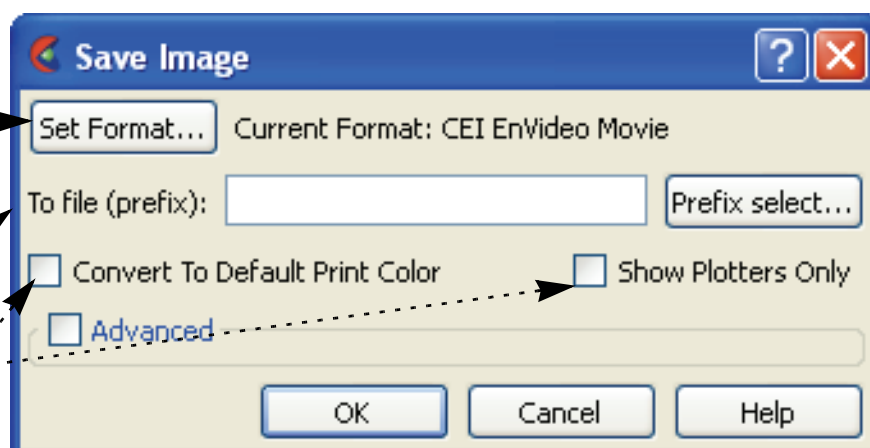 Save Image
?
Set Format... Current Format: CEI EnVideo Movie
To file (prefix): Prefix select...
Convert To Default Print Color Show Plotters Only
Advanced
OK Cancel Help